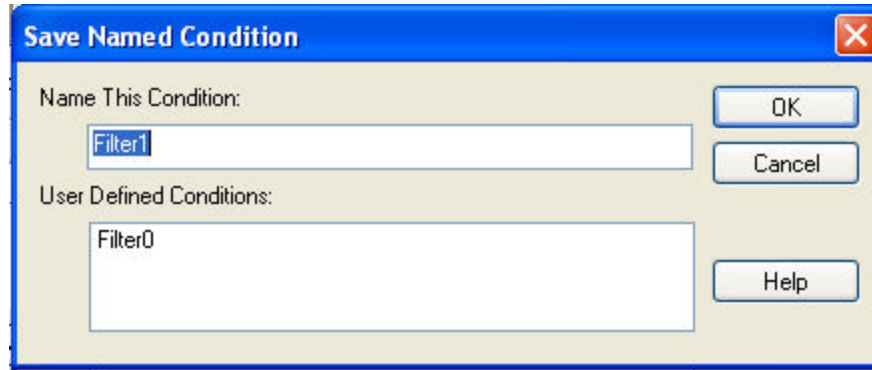 Save Named Condition
Name This Condition:
OK
Filter1
Cancel
User Defined Conditions:
Filter0
Help